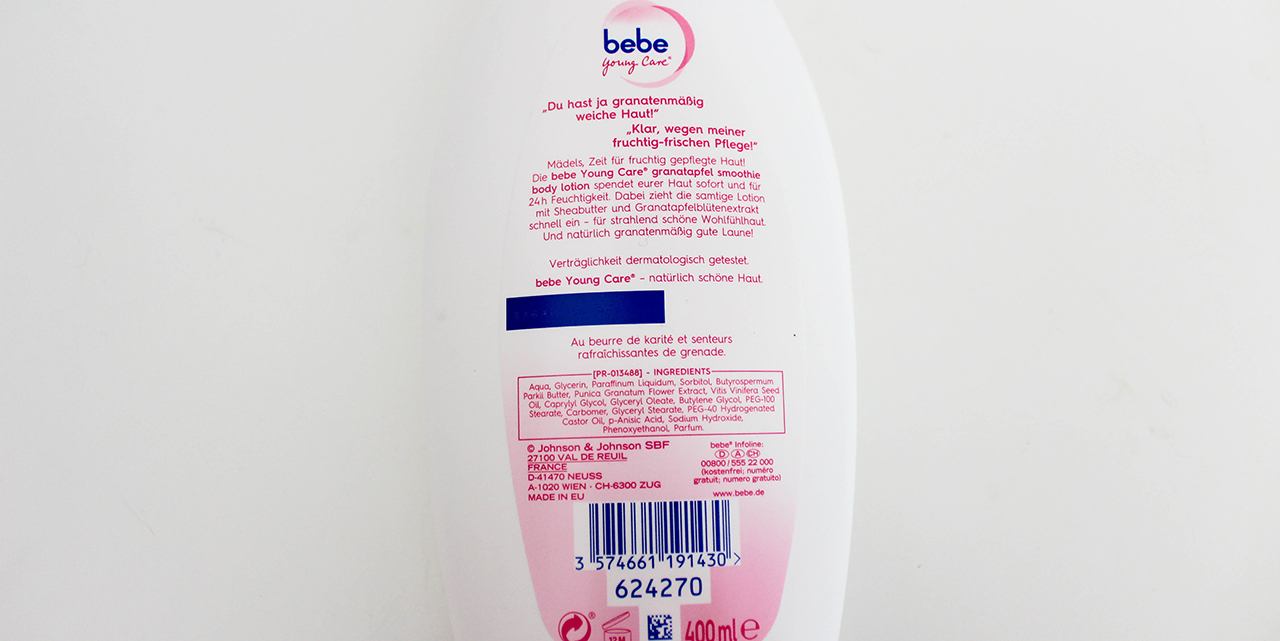 bebe
Young Care®
„Du hast ja granatenmäßig
weiche Haut!“
„Klar, wegen meiner
fruchtig-frischen Pflege!“
Mädels, Zeit für fruchtig gepflegte Haut!
Die bebe Young Care® granatapfel smoothie
body lotion spendet eurer Haut sofort und für
24h Feuchtigkeit. Dabei zieht die samtige Lotion
mit Sheabutter und Granatapfelblütenextrakt
schnell ein – für strahlend schöne Wohlfühlhaut.
Und natürlich granatenmäßig gute Laune!
Verträglichkeit dermatologisch getestet.
bebe Young Care® – natürlich schöne Haut.
Au beurre de karité et senteurs
rafraîchissantes de grenade.
[PR-013488] - INGREDIENTS
Aqua, Glycerin, Paraffinum Liquidum, Sorbitol, Butyrospermum
Parkii Butter, Punica Granatum Flower Extract, Vitis Vinifera Seed
Oil, Caprylyl Glycol, Glyceryl Oleate, Butylene Glycol, PEG-100
Stearate, Carbomer, Glyceryl Stearate, PEG-40 Hydrogenated
Castor Oil, p-Anisic Acid, Sodium Hydroxide,
Phenoxyethanol, Parfum.
© Johnson & Johnson SBF
27100 VAL DE REUIL
FRANCE
D-41470 NEUSS
A-1020 WIEN · CH-6300 ZUG
MADE IN EU
bebe® Infoline:
D A CH
00800/555 22 000
(kostenfrei; numéro
gratuit; numero gratuito)
www.bebe.de
3 574661 191430 >
624270
® 12M 400 ml e